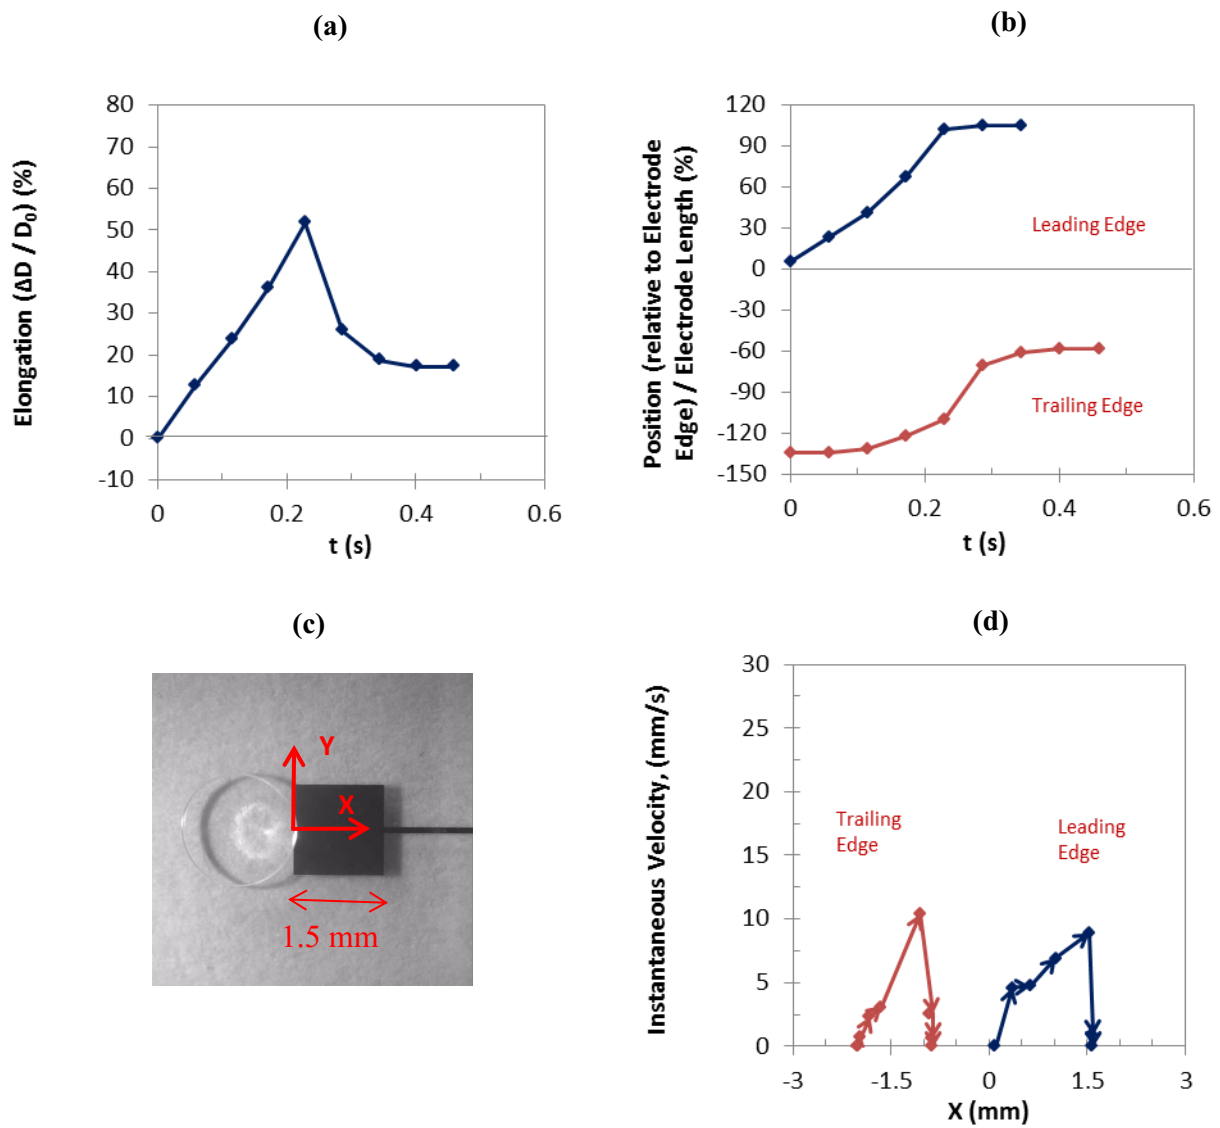 (a)
80
70
60
50
40
30
20
10
0
-10
0 0.2 0.4 0.6
t (s)
Elongation (ΔD / D₀) (%)
(b)
120
90
60
30
0
-30
-60
-90
-120
-150
0 0.2 0.4 0.6
t (s)
Position (relative to Electrode
Edge) / Electrode Length (%)
Leading Edge
Trailing Edge
(c)
Y
X
1.5 mm
(d)
30
25
20
15
10
5
0
-3 -1.5 0 1.5 3
X (mm)
Instantaneous Velocity, (mm/s)
Trailing
Edge
Leading
Edge